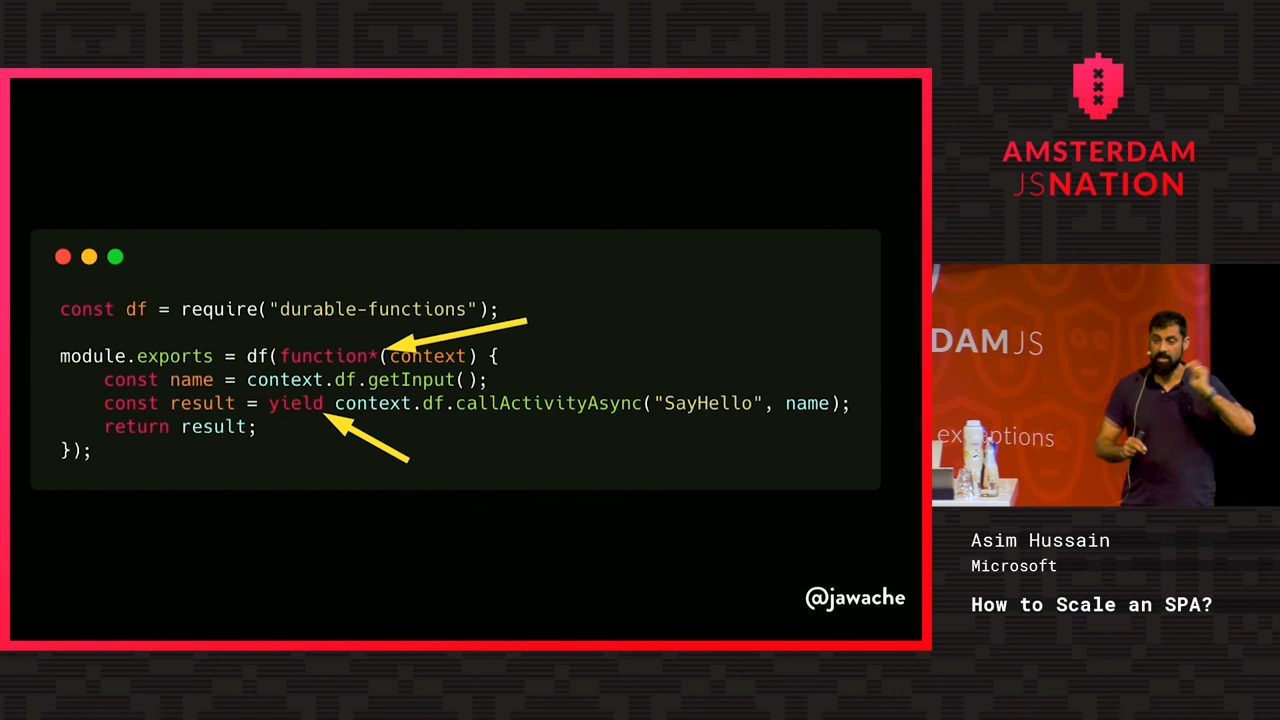 const df = require("durable-functions");
module.exports = df(function*(context) {
const name = context.df.getInput();
const result = yield context.df.callActivityAsync("SayHello", name);
return result;
});
@jawache
AMSTERDAM
JSNATION
DAMJS
exceptions
Asim Hussain
Microsoft
How to Scale an SPA?